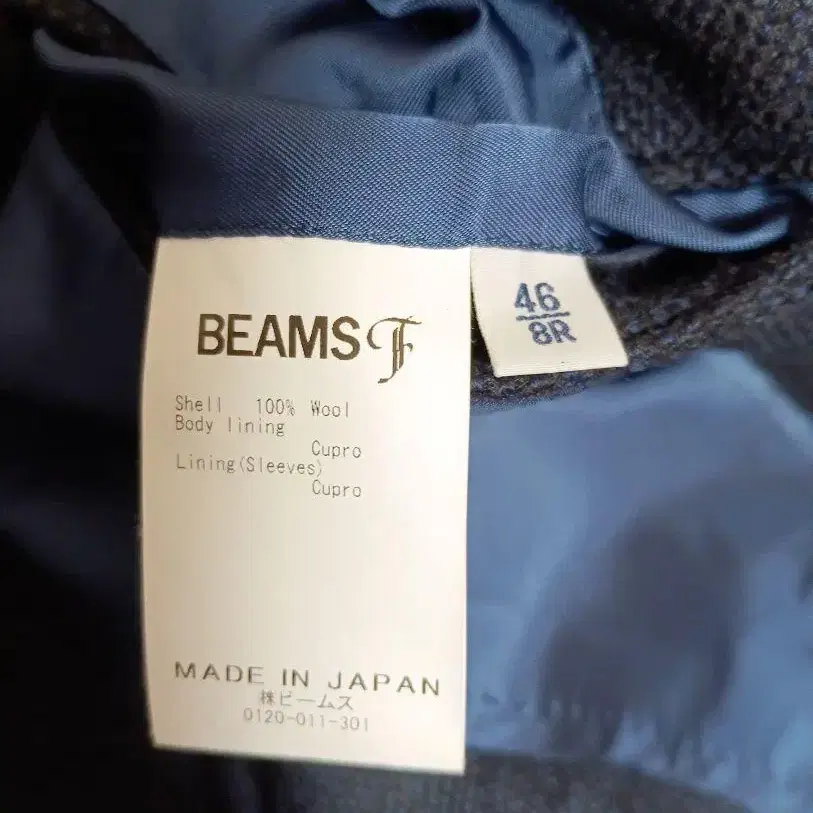 BEAMS F
Shell 100% Wool
Body lining
Cupro
Lining(Sleeves)
Cupro
MADE IN JAPAN
㈱ビームス
0120-011-301
46
8R